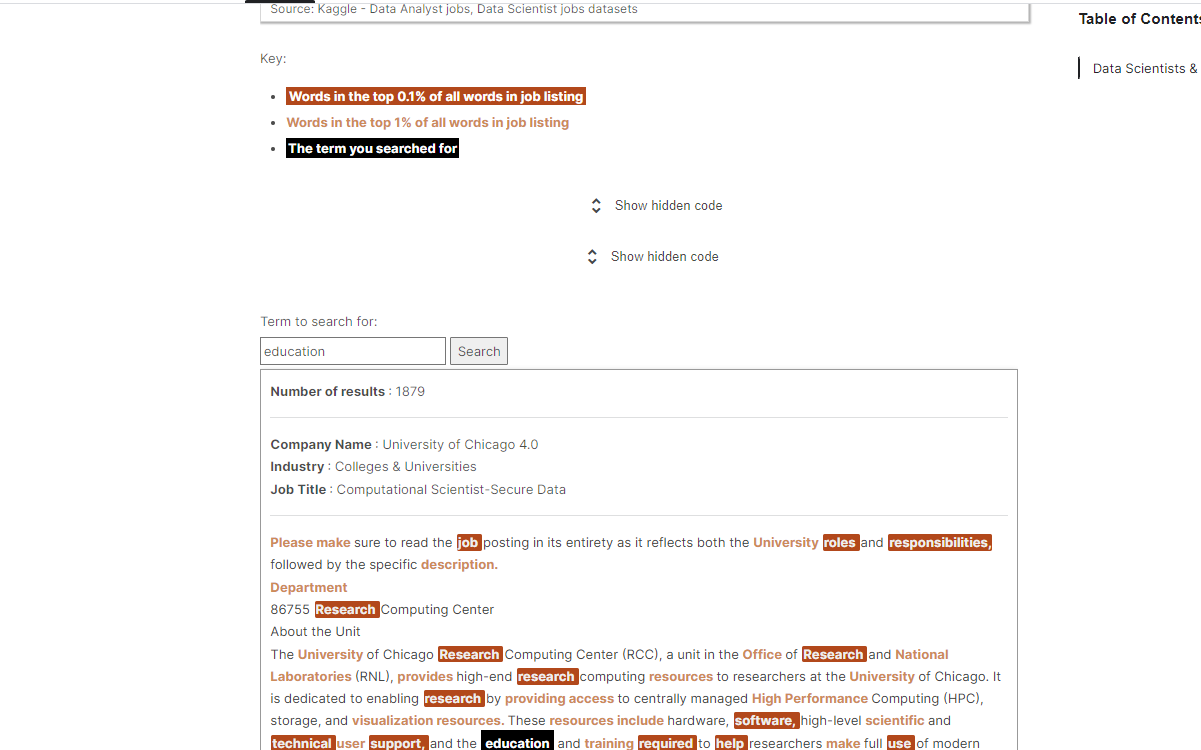 Source: Kaggle - Data Analyst jobs, Data Scientist jobs datasets
Table of Contents
Key:
Data Scientists &
• Words in the top 0.1% of all words in job listing
• Words in the top 1% of all words in job listing
• The term you searched for
Show hidden code
Show hidden code
Term to search for:
education Search
Number of results : 1879
Company Name : University of Chicago 4.0
Industry : Colleges & Universities
Job Title : Computational Scientist-Secure Data
Please make sure to read the job posting in its entirety as it reflects both the University roles and responsibilities,
followed by the specific description.
Department
86755 Research Computing Center
About the Unit
The University of Chicago Research Computing Center (RCC), a unit in the Office of Research and National
Laboratories (RNL), provides high-end research computing resources to researchers at the University of Chicago. It
is dedicated to enabling research by providing access to centrally managed High Performance Computing (HPC),
storage, and visualization resources. These resources include hardware, software, high-level scientific and
technical user support, and the education and training required to help researchers make full use of modern